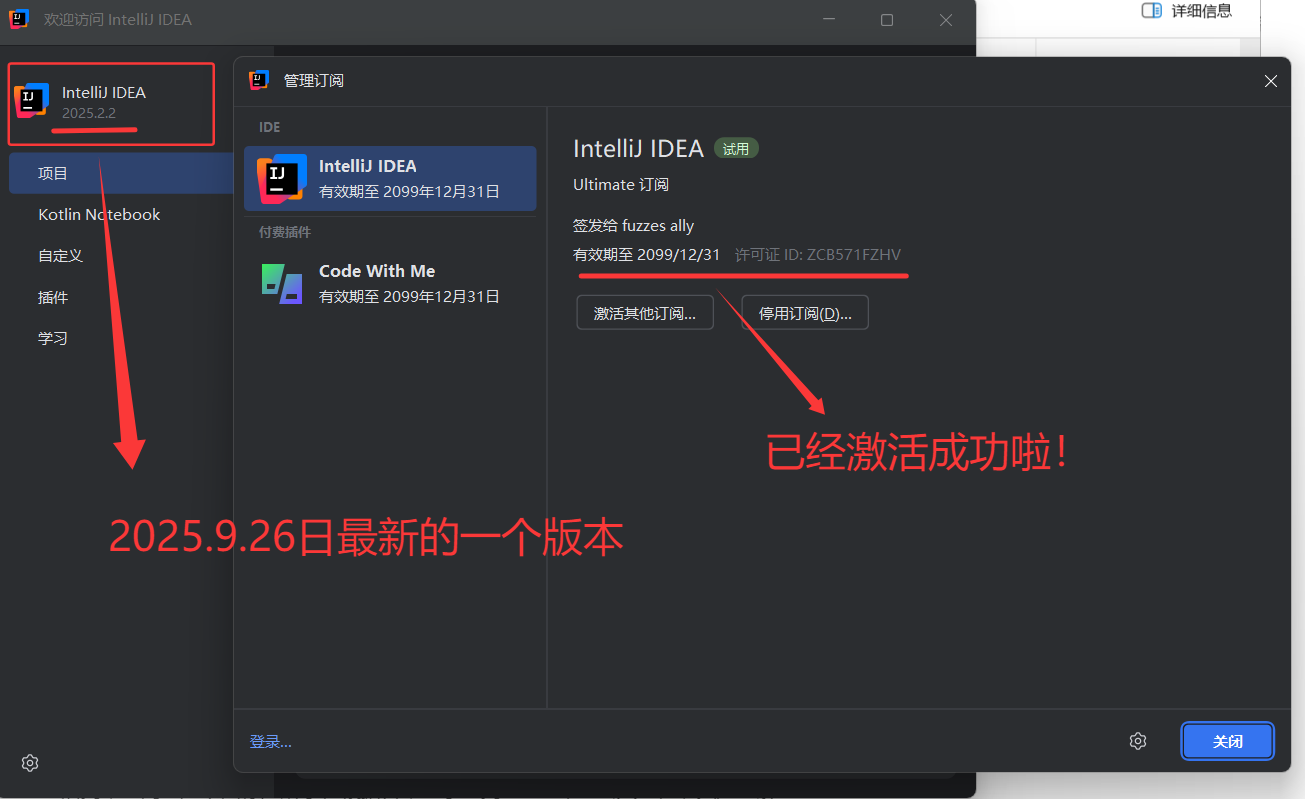 欢迎访问 IntelliJ IDEA
详细信息
IntelliJ IDEA
2025.2.2
项目
Kotlin Notebook
自定义
插件
学习
管理订阅
IDE
IntelliJ IDEA
有效期至 2099年12月31日
付费插件
Code With Me
有效期至 2099年12月31日
IntelliJ IDEA 试用
Ultimate 订阅
签发给 fuzzes ally
有效期至 2099/12/31 许可证 ID: ZCB571FZHV
激活其他订阅... 停用订阅(D)...
已经激活成功啦！
2025.9.26日最新的一个版本
登录...
关闭